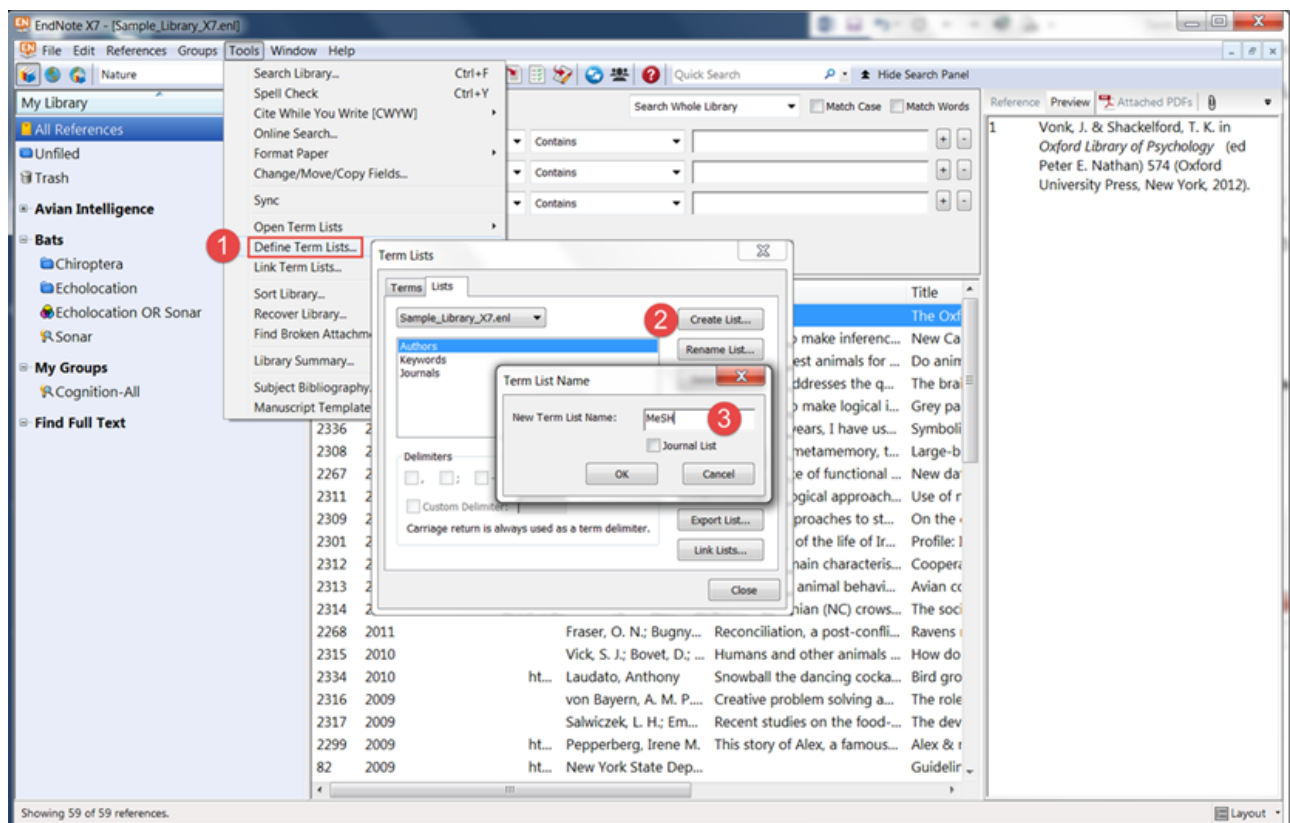 EndNote X7 - [Sample_Library_X7.enl]
File Edit References Groups Tools Window Help
Nature
Quick Search
Hide Search Panel
My Library
All References
Unfiled
Trash
Avian Intelligence
Bats
Chiroptera
Echolocation
Echolocation OR Sonar
Sonar
My Groups
Cognition-All
Find Full Text
Search Library... Ctrl+F
Spell Check Ctrl+Y
Cite While You Write [CWYW]
Online Search...
Format Paper
Change/Move/Copy Fields...
Sync
Open Term Lists
1 Define Term Lists...
Link Term Lists...
Sort Library...
Recover Library...
Find Broken Attachm
Library Summary...
Subject Bibliography.
Manuscript Template
Search Whole Library Match Case Match Words
Contains + -
Contains + -
Contains + -
Term Lists
Terms Lists
Sample_Library_X7.enl
2 Create List...
Authors
Keywords
Journals
Rename List...
Term List Name
New Term List Name: MeSH 3
Journal List
OK Cancel
Delimiters
Custom Delimiter:
Carriage return is always used as a term delimiter.
Export List...
Link Lists...
Close
Title
The Oxf
make inferenc... New Ca
est animals for ... Do anim
ddresses the q... The brai
make logical i... Grey pa
2336 2 years, I have us... Symboli
2308 2 metamemory, t... Large-b
2267 2 e of functional ... New da
2311 2 ogical approach... Use of r
2309 2 proaches to st... On the
2301 2 of the life of Ir... Profile: I
2312 2 main characteris... Coopera
2313 2 animal behavi... Avian co
2314 2 nian (NC) crows... The soci
2268 2011 Fraser, O. N.; Bugny... Reconciliation, a post-confli... Ravens
2315 2010 Vick, S. J.; Bovet, D.; ... Humans and other animals ... How do
2334 2010 ht... Laudato, Anthony Snowball the dancing cocka... Bird gro
2316 2009 von Bayern, A. M. P.... Creative problem solving a... The role
2317 2009 Salwiczek, L. H.; Em... Recent studies on the food-... The dev
2299 2009 ht... Pepperberg, Irene M. This story of Alex, a famous... Alex & r
82 2009 ht... New York State Dep... Guidelin
Reference Preview Attached PDFs
1 Vonk, J. & Shackelford, T. K. in
Oxford Library of Psychology (ed
Peter E. Nathan) 574 (Oxford
University Press, New York, 2012).
Showing 59 of 59 references.
Layout